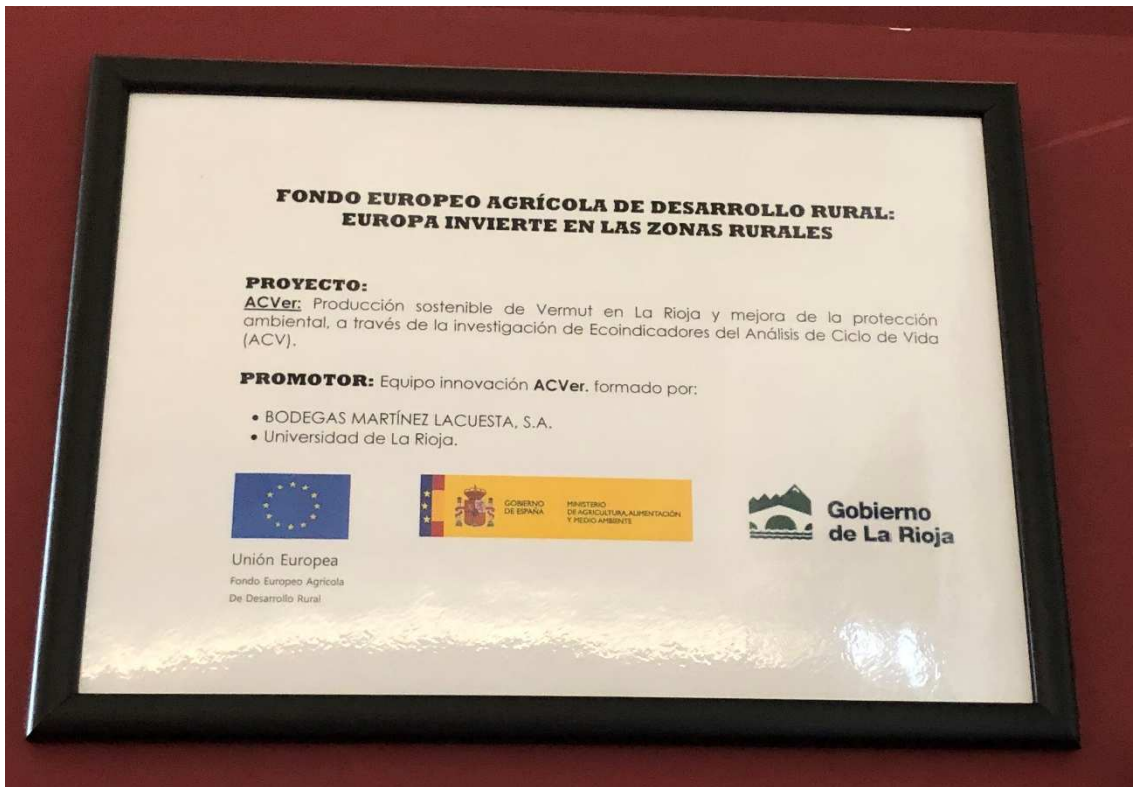 FONDO EUROPEO AGRÍCOLA DE DESARROLLO RURAL:
EUROPA INVIERTE EN LAS ZONAS RURALES
PROYECTO:
ACVer: Producción sostenible de Vermut en La Rioja y mejora de la protección
ambiental, a través de la investigación de Ecoindicadores del Análisis de Ciclo de Vida
(ACV).
PROMOTOR: Equipo innovación ACVer. formado por:
• BODEGAS MARTÍNEZ LACUESTA, S.A.
• Universidad de La Rioja.
Unión Europea
Fondo Europeo Agrícola
De Desarrollo Rural
GOBIERNO
DE ESPAÑA
MINISTERIO
DE AGRICULTURA, ALIMENTACIÓN
Y MEDIO AMBIENTE
Gobierno
de La Rioja